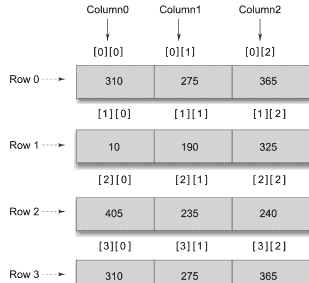 Column0 Column1 Column2
[0][0] [0][1] [0][2]
Row 0 310 275 365
[1][0] [1][1] [1][2]
Row 1 10 190 325
[2][0] [2][1] [2][2]
Row 2 405 235 240
[3][0] [3][1] [3][2]
Row 3 310 275 365